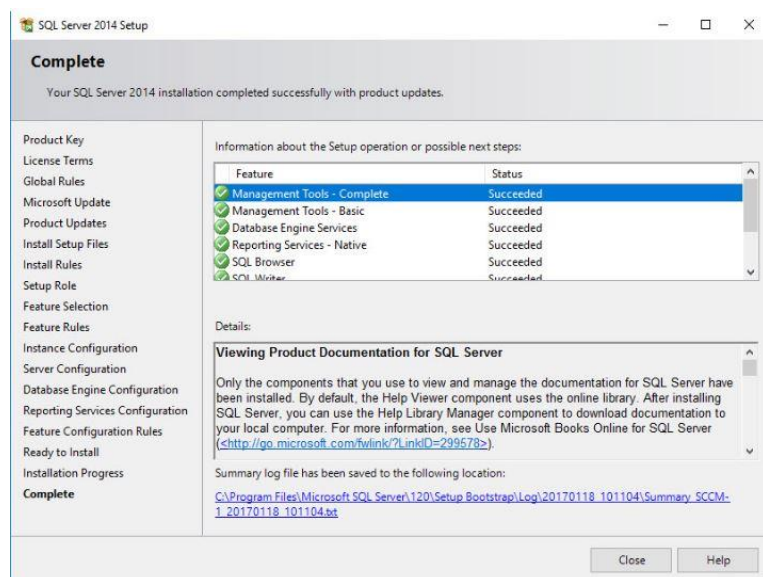 SQL Server 2014 Setup
Complete
Your SQL Server 2014 installation completed successfully with product updates.
Product Key
License Terms
Global Rules
Microsoft Update
Product Updates
Install Setup Files
Install Rules
Setup Role
Feature Selection
Feature Rules
Instance Configuration
Server Configuration
Database Engine Configuration
Reporting Services Configuration
Feature Configuration Rules
Ready to Install
Installation Progress
Complete
Information about the Setup operation or possible next steps:
Feature Status
Management Tools - Complete Succeeded
Management Tools - Basic Succeeded
Database Engine Services Succeeded
Reporting Services - Native Succeeded
SQL Browser Succeeded
SQL Writer Succeeded
Details:
Viewing Product Documentation for SQL Server
Only the components that you use to view and manage the documentation for SQL Server have
been installed. By default, the Help Viewer component uses the online library. After installing
SQL Server, you can use the Help Library Manager component to download documentation to
your local computer. For more information, see Use Microsoft Books Online for SQL Server
(<http://go.microsoft.com/fwlink/?LinkID=299578>).
Summary log file has been saved to the following location:
C:\Program Files\Microsoft SQL Server\120\Setup Bootstrap\Log\20170118_101104\Summary_SCCM-
1_20170118_101104.txt
Close Help